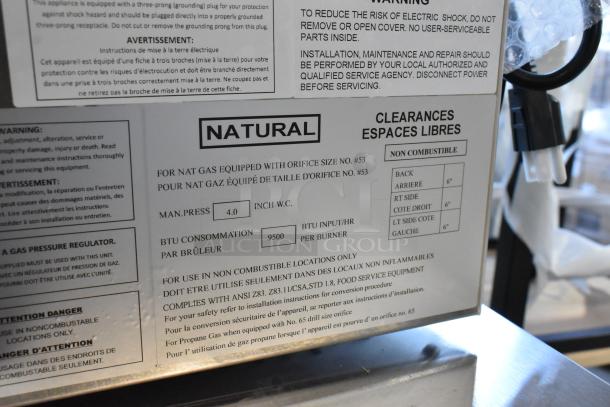 This appliance is equipped with a three-prong (grounding) plug for your protection
against shock hazard and should be plugged directly into a properly grounded
three-prong receptacle. Do not cut or remove the grounding prong from this plug.
AVERTISSEMENT:
Instructions de mise à la terre électrique
Cet appareil est équipé d'une fiche à trois broches (mise à la terre) pour votre
protection contre les risques d'électrocution et doit être branché directement
dans une prise à trois broches correctement mise à la terre. Ne coupez pas et
ne retirez pas la broche de mise à la terre de cette fiche.
WARNING
TO REDUCE THE RISK OF ELECTRIC SHOCK, DO NOT
REMOVE OR OPEN COVER. NO USER-SERVICEABLE
PARTS INSIDE.
INSTALLATION, MAINTENANCE AND REPAIR SHOULD
BE PERFORMED BY YOUR LOCAL AUTHORIZED AND
QUALIFIED SERVICE AGENCY. DISCONNECT POWER
BEFORE SERVICING.
WARNING:
adjustment, alteration, service or
property damage, injury or death. Read
and maintenance instructions thoroughly
or servicing this equipment.
AVERTISSEMENT:
modification, la réparation ou l'entretien
peut causer des dommages matériels, des
Lire attentivement les instructions
procéder à son installation ou entretien.
A GAS PRESSURE REGULATOR.
SUPPLIED MUST BE USED WITH THIS UNIT.
AVEC UN RÉGULATEUR DE PRESSION DE GAZ.
FOURNI DOIT ÊTRE UTILISÉ AVEC L'UNITÉ.
ATTENTION DANGER
USE IN NONCOMBUSTIBLE
LOCATIONS ONLY.
DANGER D'ATTENTION
USAGE DANS DES ENDROITS DE
COMBUSTIBLE SEULEMENT.
NATURAL
FOR NAT GAS EQUIPPED WITH ORIFICE SIZE NO. #53
POUR NAT GAZ ÉQUIPÉ DE TAILLE D'ORIFICE NO. #53
MAN.PRESS 4.0 INCH W.C.
BTU CONSOMMATION 9500 BTU INPUT/HR
PAR BRÛLEUR PER BURNER
CLEARANCES
ESPACES LIBRES
NON COMBUSTIBLE
BACK
ARRIERE 6"
RT SIDE
COTE DROIT 6"
LT SIDE COTE
GAUCHE 6"
FOR USE IN NON COMBUSTIBLE LOCATIONS ONLY
DOIT ÊTRE UTILISÉ SEULEMENT DANS DES LOCAUX NON INFLAMMABLES
COMPLIES WITH ANSI Z83. Z83.11/CSA,STD 1.8, FOOD SERVICE EQUIPMENT
For your safety refer to installation instructions for conversion procedure
Pour la conversion sécuritaire de l'appareil, se reporter aux instructions d'installation.
For Propane Gas when equipped with No. 65 drill size orifice
Pour l' utilisation de gaz propane lorsque l' appareil est pourvu d' un orifice no. 65
AUCTION GROUP